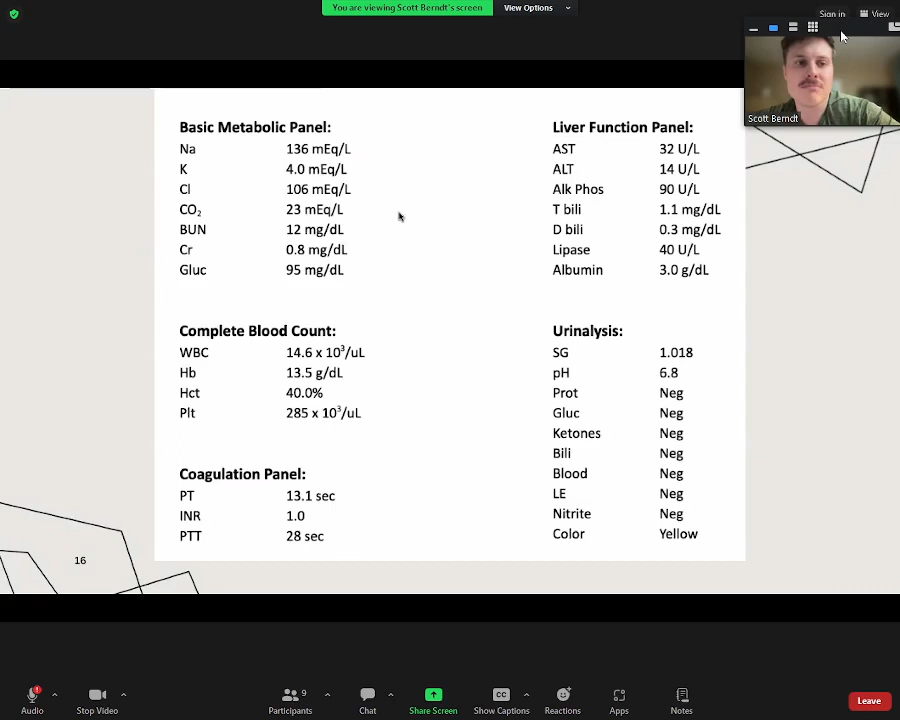 You are viewing Scott Berndt's screen
View Options
Sign in
View
Scott Berndt
Basic Metabolic Panel:
Na 136 mEq/L
K 4.0 mEq/L
Cl 106 mEq/L
CO₂ 23 mEq/L
BUN 12 mg/dL
Cr 0.8 mg/dL
Gluc 95 mg/dL
Complete Blood Count:
WBC 14.6 x 10³/uL
Hb 13.5 g/dL
Hct 40.0%
Plt 285 x 10³/uL
Coagulation Panel:
PT 13.1 sec
INR 1.0
PTT 28 sec
Liver Function Panel:
AST 32 U/L
ALT 14 U/L
Alk Phos 90 U/L
T bili 1.1 mg/dL
D bili 0.3 mg/dL
Lipase 40 U/L
Albumin 3.0 g/dL
Urinalysis:
SG 1.018
pH 6.8
Prot Neg
Gluc Neg
Ketones Neg
Bili Neg
Blood Neg
LE Neg
Nitrite Neg
Color Yellow
16
Audio
Stop Video
Participants 9
Chat
Share Screen
CC
Show Captions
Reactions
Apps
Notes
Leave